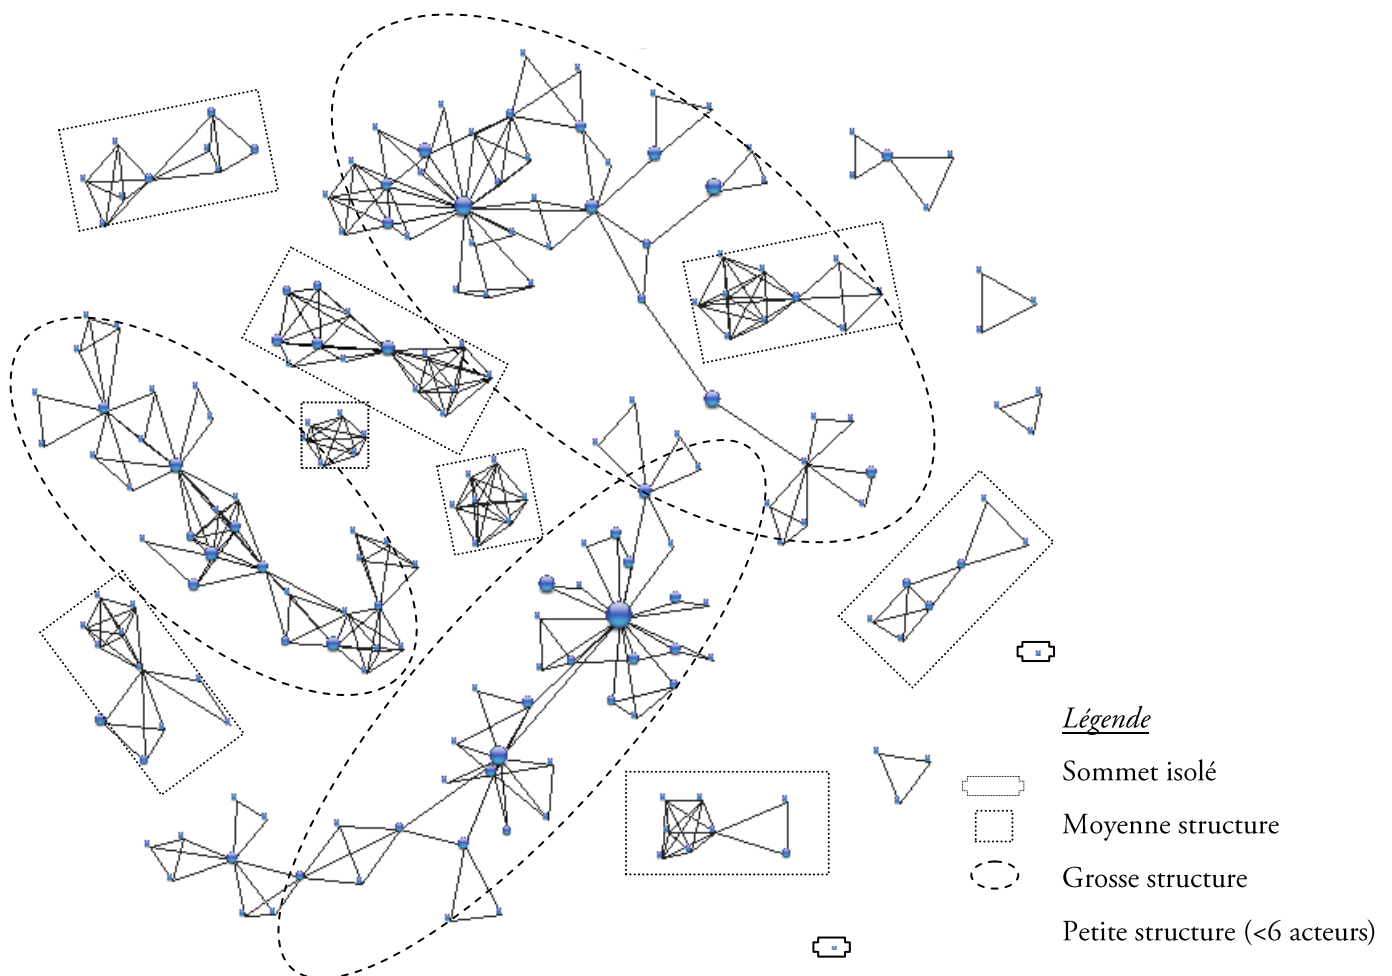 Légende
Sommet isolé
Moyenne structure
Grosse structure
Petite structure (<6 acteurs)